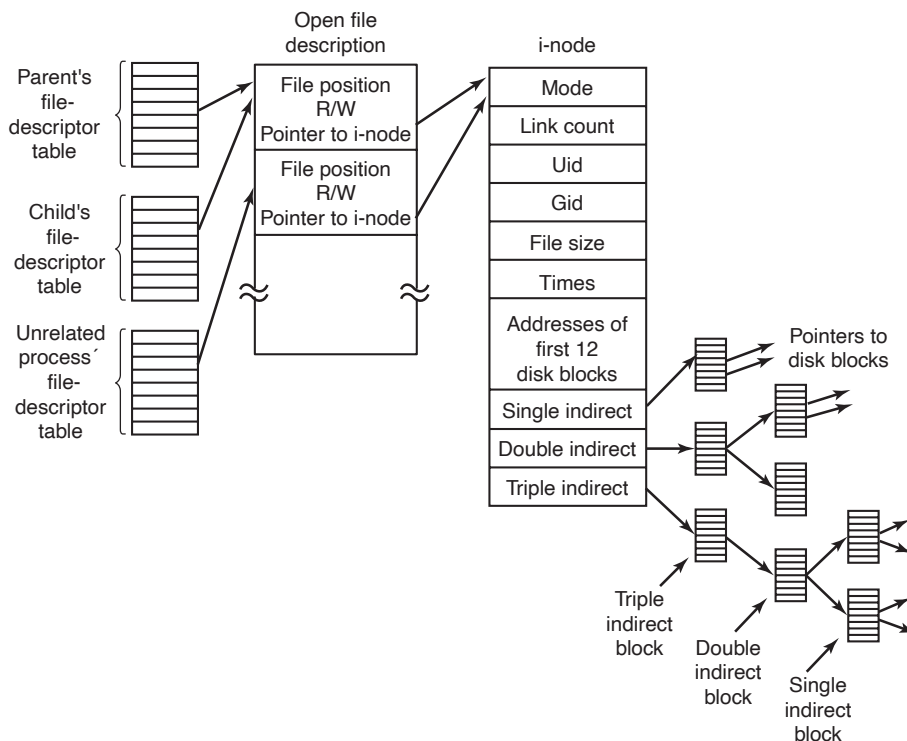 Open file
description
i-node
Parent's
file-
descriptor
table
File position
R/W
Pointer to i-node
File position
R/W
Pointer to i-node
Child's
file-
descriptor
table
Unrelated
process´
file-
descriptor
table
Mode
Link count
Uid
Gid
File size
Times
Addresses of
first 12
disk blocks
Single indirect
Double indirect
Triple indirect
Pointers to
disk blocks
Triple
indirect
block
Double
indirect
block
Single
indirect
block